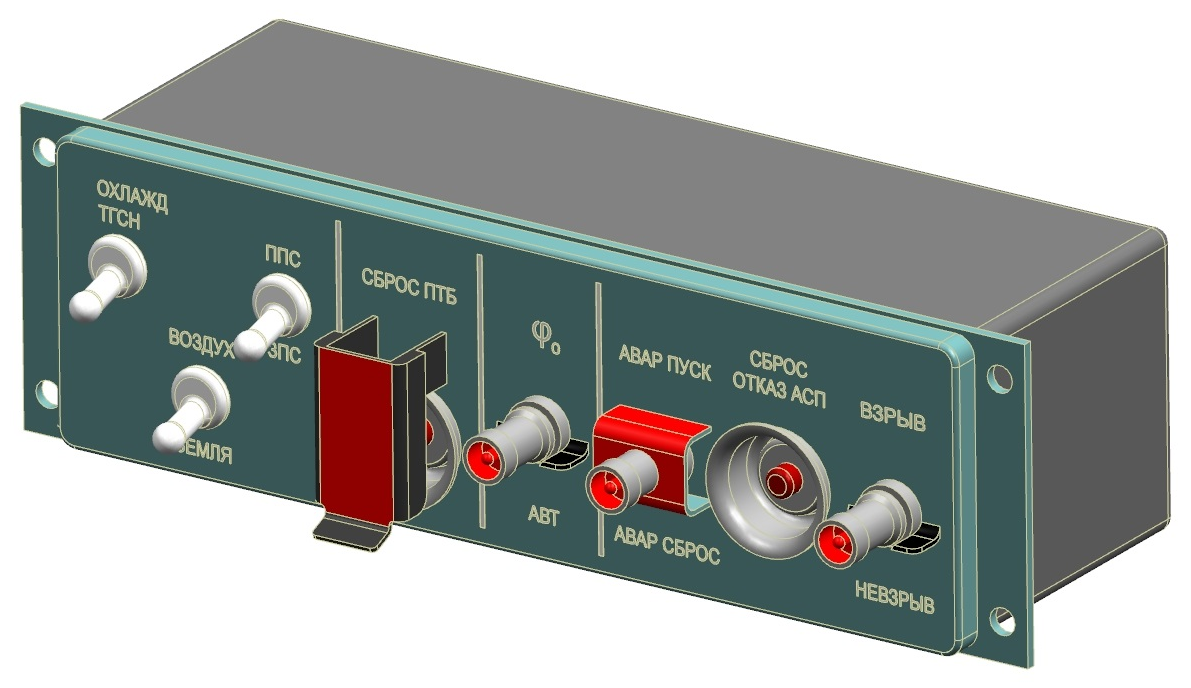 ОХЛАЖД
ТГСН
ППС
ВОЗДУХ
ЗПС
ЗЕМЛЯ
СБРОС ПТБ
φ₀
АВТ
АВАР ПУСК
АВАР СБРОС
СБРОС
ОТКАЗ АСП
ВЗРЫВ
НЕВЗРЫВ